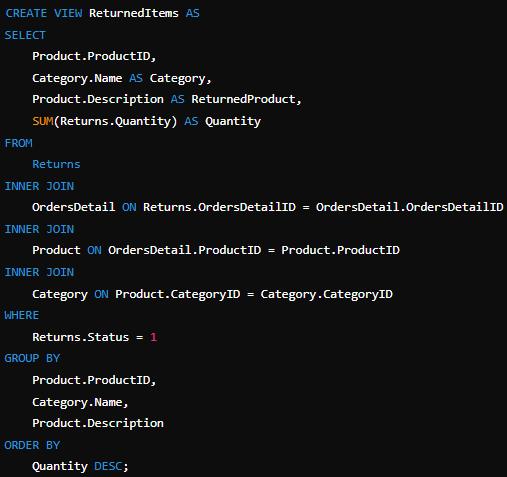 CREATE VIEW ReturnedItems AS
SELECT
    Product.ProductID,
    Category.Name AS Category,
    Product.Description AS ReturnedProduct,
    SUM(Returns.Quantity) AS Quantity
FROM
    Returns
INNER JOIN
    OrdersDetail ON Returns.OrdersDetailID = OrdersDetail.OrdersDetailID
INNER JOIN
    Product ON OrdersDetail.ProductID = Product.ProductID
INNER JOIN
    Category ON Product.CategoryID = Category.CategoryID
WHERE
    Returns.Status = 1
GROUP BY
    Product.ProductID,
    Category.Name,
    Product.Description
ORDER BY
    Quantity DESC;